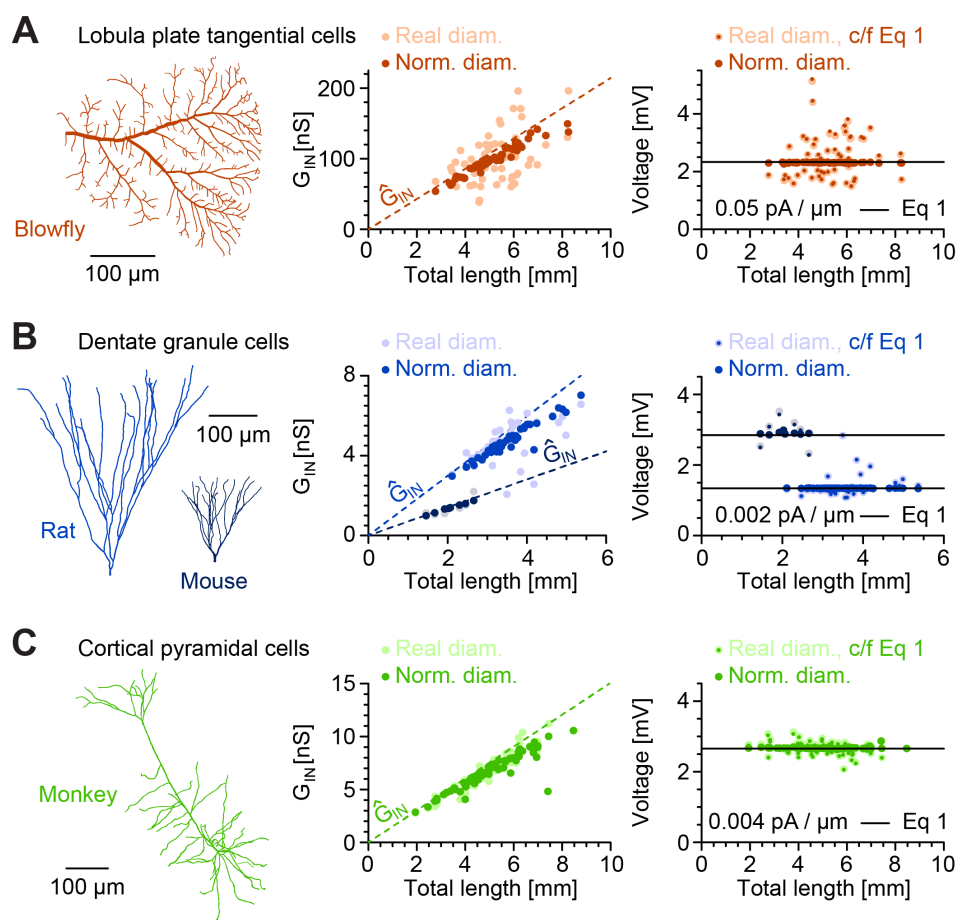 A
Lobula plate tangential cells
Blowfly
100 µm
Real diam.
Norm. diam.
G_IN [nS]
200
100
0
Ĝ_IN
0 2 4 6 8 10
Total length [mm]
Real diam., c/f Eq 1
Norm. diam.
Voltage [mV]
4
2
0
0.05 pA / µm — Eq 1
0 2 4 6 8 10
Total length [mm]
B
Dentate granule cells
100 µm
Rat
Mouse
Real diam.
Norm. diam.
G_IN [nS]
8
4
0
Ĝ_IN
Ĝ_IN
0 2 4 6
Total length [mm]
Real diam., c/f Eq 1
Norm. diam.
Voltage [mV]
4
2
0
0.002 pA / µm — Eq 1
0 2 4 6
Total length [mm]
C
Cortical pyramidal cells
Monkey
100 µm
Real diam.
Norm. diam.
G_IN [nS]
15
10
5
0
Ĝ_IN
0 2 4 6 8 10
Total length [mm]
Real diam., c/f Eq 1
Norm. diam.
Voltage [mV]
4
2
0
0.004 pA / µm — Eq 1
0 2 4 6 8 10
Total length [mm]